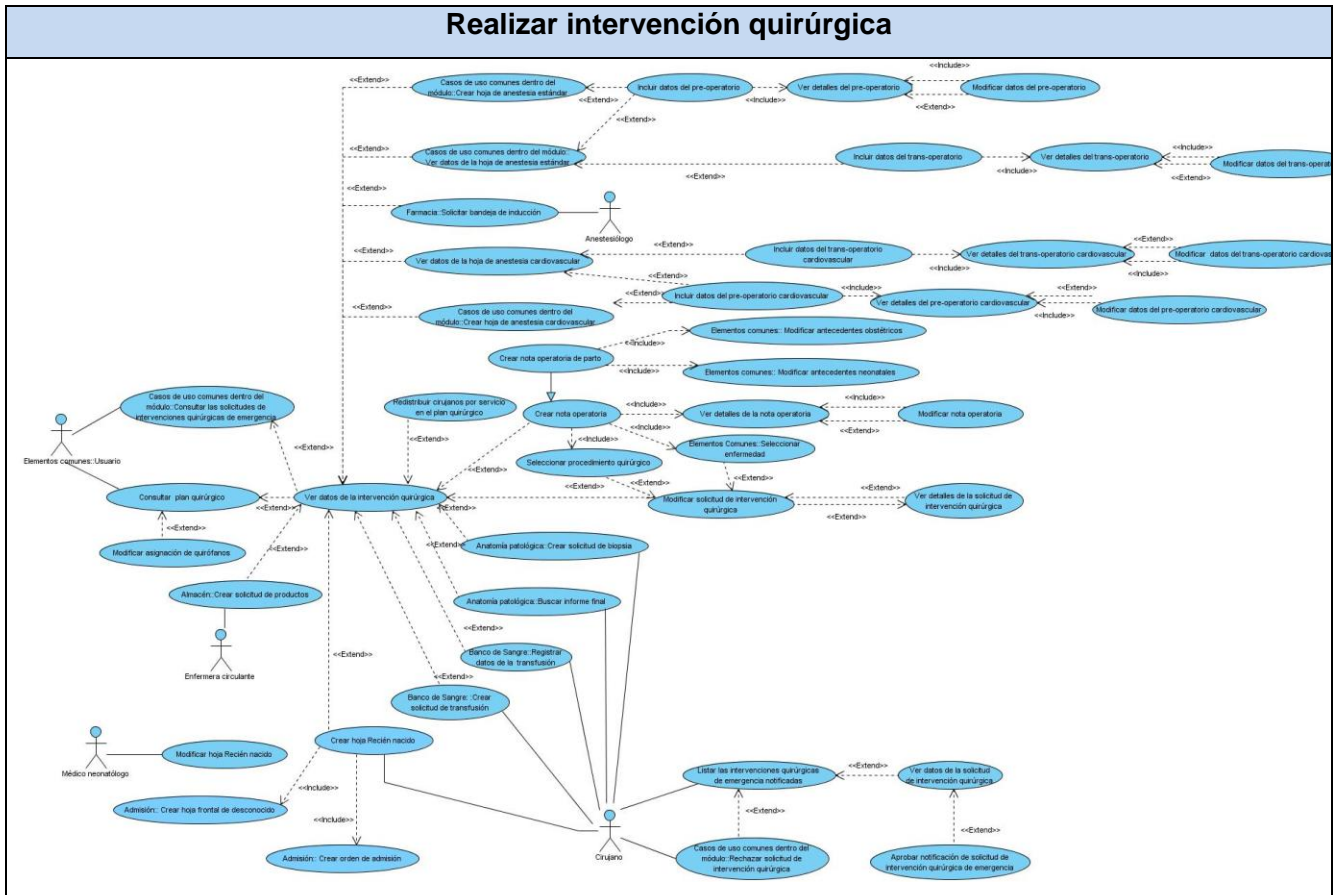 Realizar intervención quirúrgica
<<Include>>
<<Extend>>
Casos de uso comunes dentro del
módulo::Crear hoja de anestesia estándar
<<Extend>>
Incluir datos del pre-operatorio
<<Include>>
Ver detalles del pre-operatorio
<<Extend>>
Modificar datos del pre-operatorio
<<Extend>>
<<Extend>>
Casos de uso comunes dentro del módulo::
Ver datos de la hoja de anestesia estándar
<<Extend>>
Incluir datos del trans-operatorio
<<Include>>
Ver detalles del trans-operatorio
<<Include>>
<<Extend>>
Modificar datos del trans-operat
<<Extend>>
Farmacia::Solicitar bandeja de inducción
Anestesiólogo
<<Extend>>
Ver datos de la hoja de anestesia cardiovascular
<<Extend>>
Incluir datos del trans-operatorio
cardiovascular
<<Include>>
Ver detalles del trans-operatorio cardiovascular
<<Extend>>
<<Include>>
Modificar datos del trans-operatorio cardiovas
<<Extend>>
<<Extend>>
Incluir datos del pre-operatorio cardiovascular
<<Include>>
Ver detalles del pre-operatorio cardiovascular
<<Extend>>
<<Include>>
Modificar datos del pre-operatorio cardiovascular
<<Extend>>
Casos de uso comunes dentro del
módulo::Crear hoja de anestesia cardiovascular
Elementos comunes:: Modificar antecedentes obstétricos
<<Include>>
Crear nota operatoria de parto
<<Include>>
Elementos comunes:: Modificar antecedentes neonatales
Casos de uso comunes dentro del
módulo::Consultar las solicitudes de
intervenciones quirúrgicas de emergencia
Redistribuir cirujanos por servicio
en el plan quirúrgico
Crear nota operatoria
<<Include>>
<<Include>>
Ver detalles de la nota operatoria
<<Include>>
<<Extend>>
Modificar nota operatoria
<<Extend>>
<<Extend>>
<<Include>>
Elementos Comunes::Seleccionar
enfermedad
Elementos comunes::Usuario
<<Extend>>
Seleccionar procedimiento quirúrgico
<<Extend>>
<<Extend>>
<<Extend>>
Consultar plan quirúrgico
<<Extend>>
Ver datos de la intervención quirúrgica
<<Extend>>
Modificar solicitud de intervención
quirúrgica
<<Extend>>
<<Extend>>
Ver detalles de la solicitud de
intervención quirúrgica
<<Extend>>
Modificar asignación de quirófanos
<<Extend>>
<<Extend>>
Anatomía patológica::Crear solicitud de biopsia
Almacén::Crear solicitud de productos
Anatomía patológica::Buscar informe final
<<Extend>>
Enfermera circulante
<<Extend>>
Banco de Sangre::Registrar
datos de la transfusión
<<Extend>>
Banco de Sangre: :Crear
solicitud de transfusión
Médico neonatólogo
Modificar hoja Recién nacido
Crear hoja Recién nacido
<<Include>>
Admisión:: Crear hoja frontal de desconocido
<<Include>>
Admisión:: Crear orden de admisión
Cirujano
Listar las intervenciones quirúrgicas
de emergencia notificadas
<<Extend>>
Ver datos de la solicitud
de intervención quirúrgica
<<Extend>>
<<Extend>>
Casos de uso comunes dentro del
módulo::Rechazar solicitud de
intervención quirúrgica
Aprobar notificación de solicitud de
intervención quirúrgica de emergencia